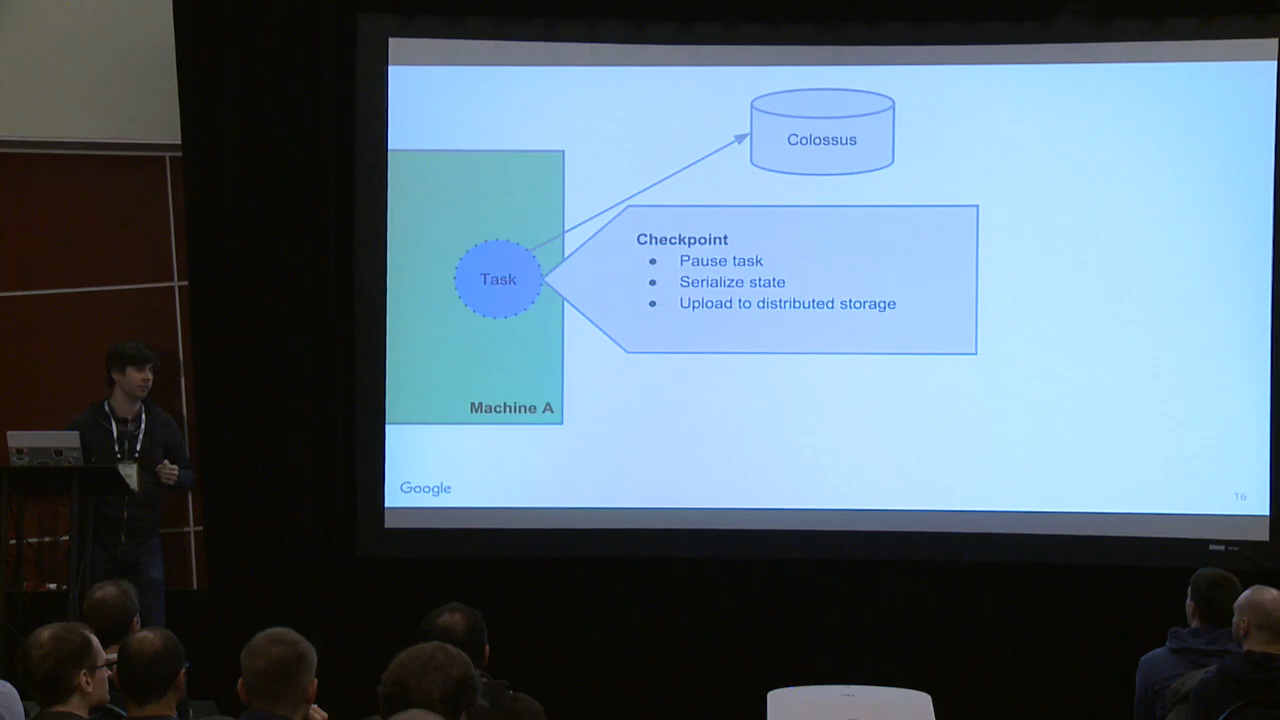 Colossus
Checkpoint
● Pause task
● Serialize state
● Upload to distributed storage
Task
Machine A
Google
16